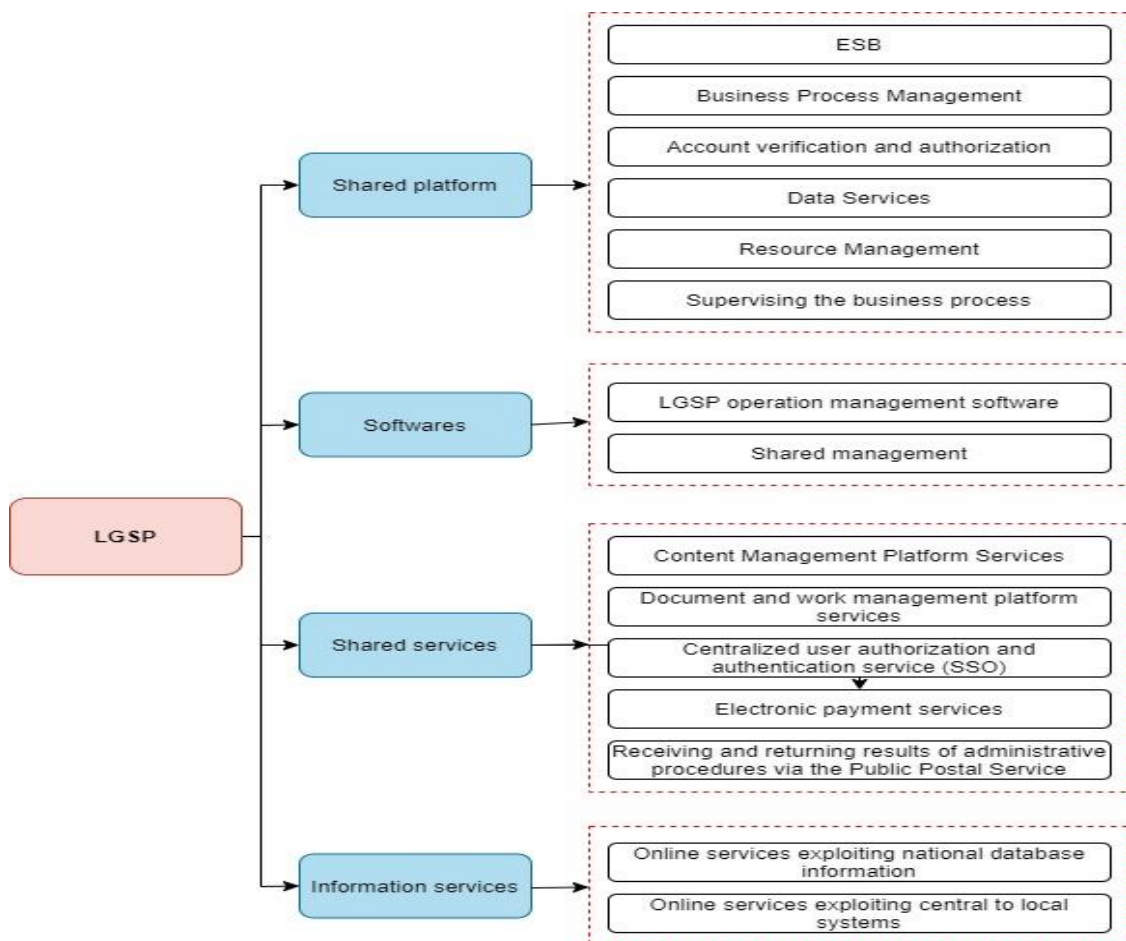 LGSP
Shared platform
ESB
Business Process Management
Account verification and authorization
Data Services
Resource Management
Supervising the business process
Softwares
LGSP operation management software
Shared management
Shared services
Content Management Platform Services
Document and work management platform
services
Centralized user authorization and
authentication service (SSO)
Electronic payment services
Receiving and returning results of administrative
procedures via the Public Postal Service
Information services
Online services exploiting national database
information
Online services exploiting central to local
systems